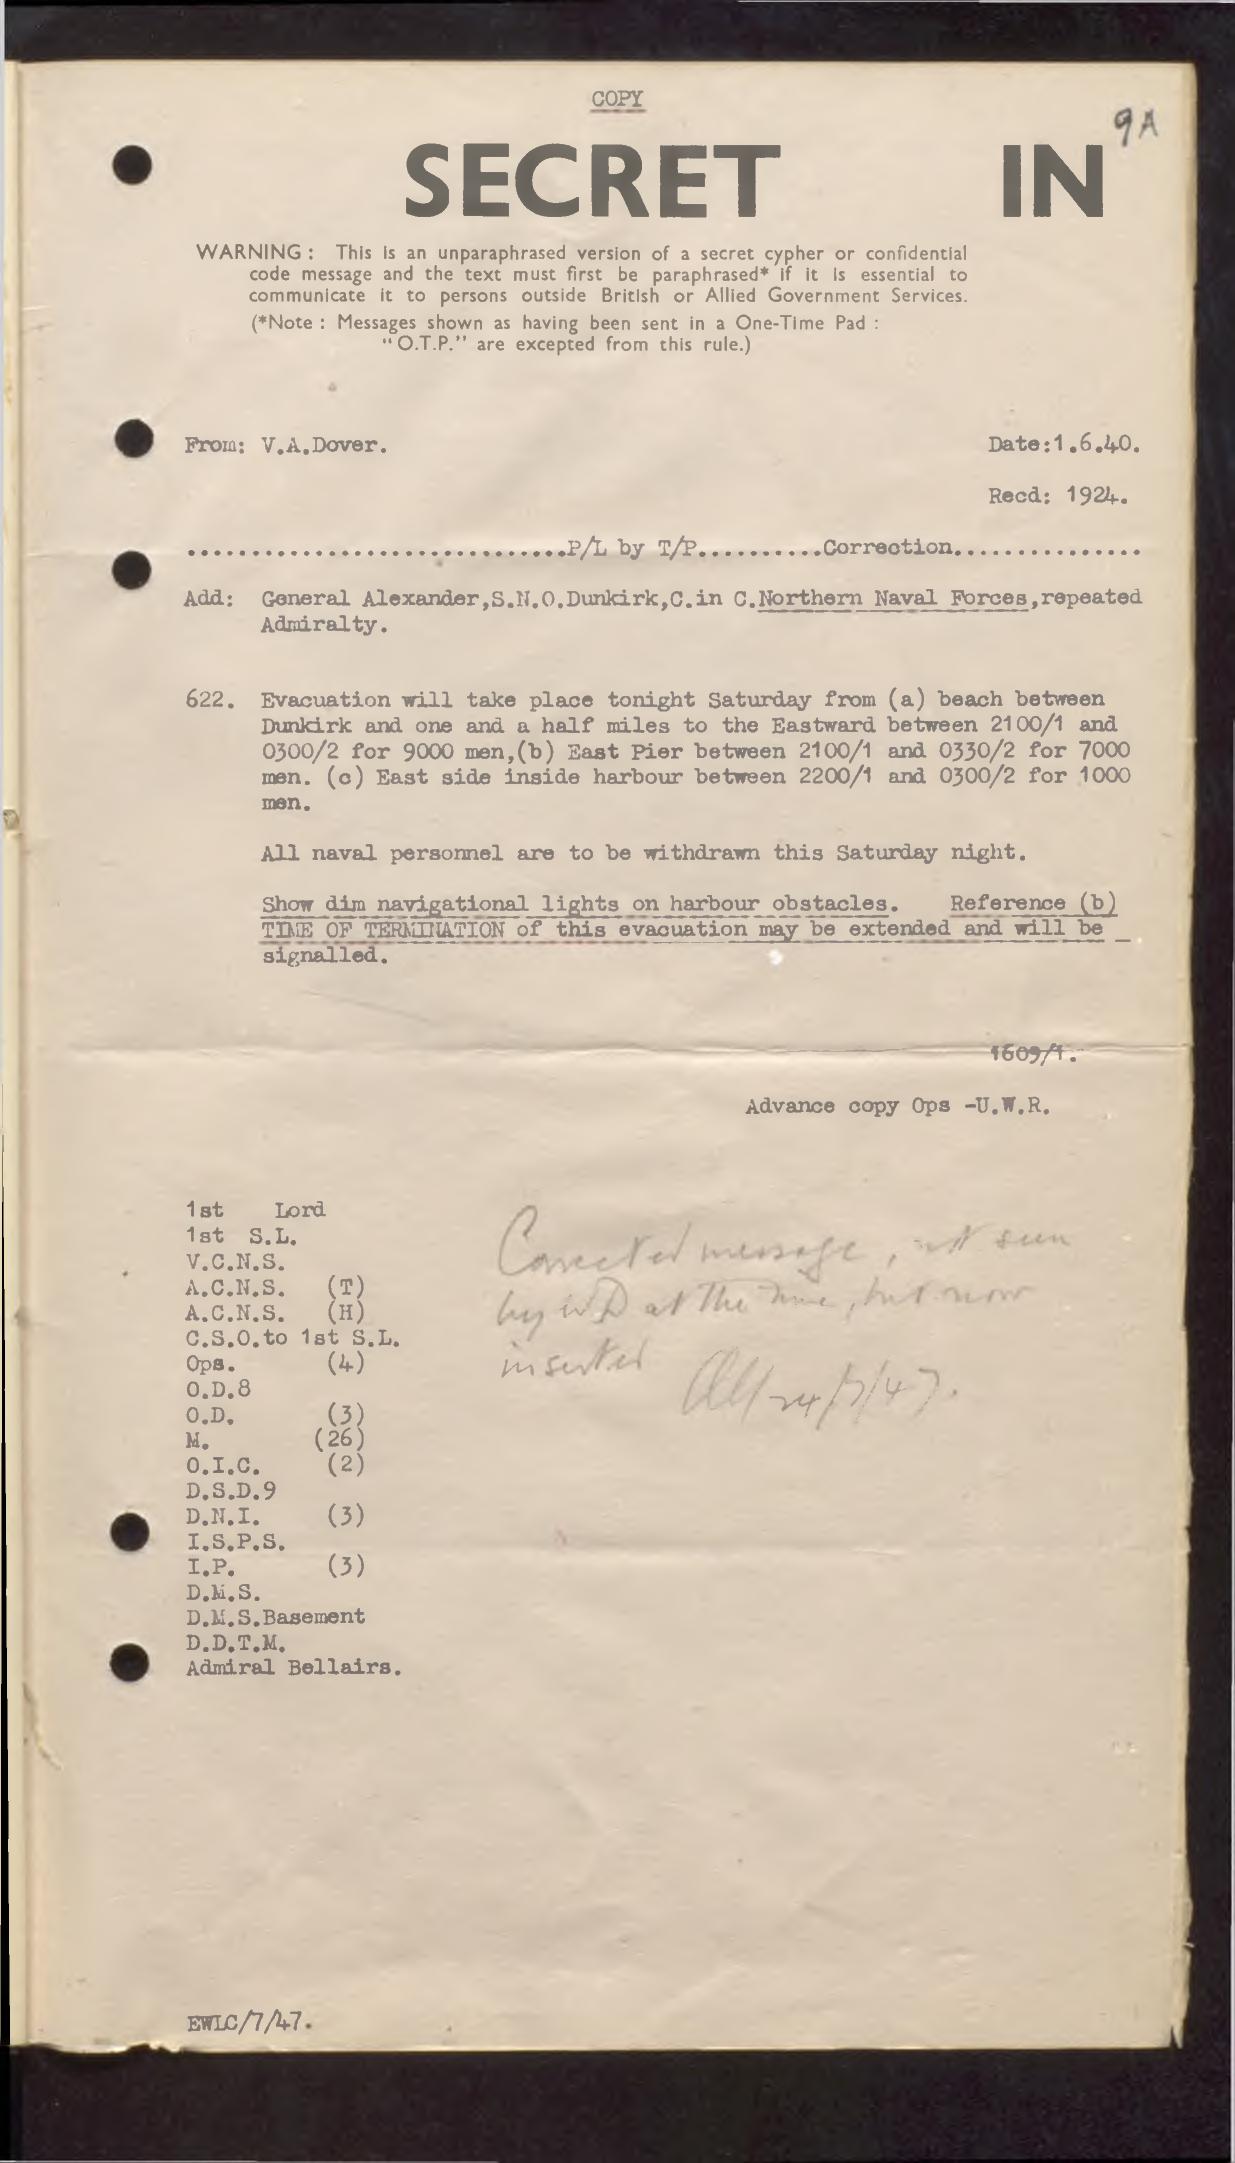 COPY
9A
SECRET IN
WARNING : This is an unparaphrased version of a secret cypher or confidential
code message and the text must first be paraphrased* if it is essential to
communicate it to persons outside British or Allied Government Services.
(*Note : Messages shown as having been sent in a One-Time Pad :
"O.T.P." are excepted from this rule.)
From: V.A.Dover. Date:1.6.40.
Recd: 1924.
..............................P/L by T/P..........Correction...............
Add: General Alexander,S.N.O.Dunkirk,C.in C.Northern Naval Forces,repeated
Admiralty.
622. Evacuation will take place tonight Saturday from (a) beach between
Dunkirk and one and a half miles to the Eastward between 2100/1 and
0300/2 for 9000 men,(b) East Pier between 2100/1 and 0330/2 for 7000
men. (c) East side inside harbour between 2200/1 and 0300/2 for 1000
men.
All naval personnel are to be withdrawn this Saturday night.
Show dim navigational lights on harbour obstacles. Reference (b)
TIME OF TERMINATION of this evacuation may be extended and will be
signalled.
1609/1.
Advance copy Ops -U.W.R.
1st Lord
1st S.L.
V.C.N.S.
A.C.N.S. (T)
A.C.N.S. (H)
C.S.O.to 1st S.L.
Ops. (4)
O.D.8
O.D. (3)
M. (26)
O.I.C. (2)
D.S.D.9
D.N.I. (3)
I.S.P.S.
I.P. (3)
D.M.S.
D.M.S.Basement
D.D.T.M.
Admiral Bellairs.
Corrected message, not seen
by at the time, but now
inserted
24/7/47.
EWLC/7/47.